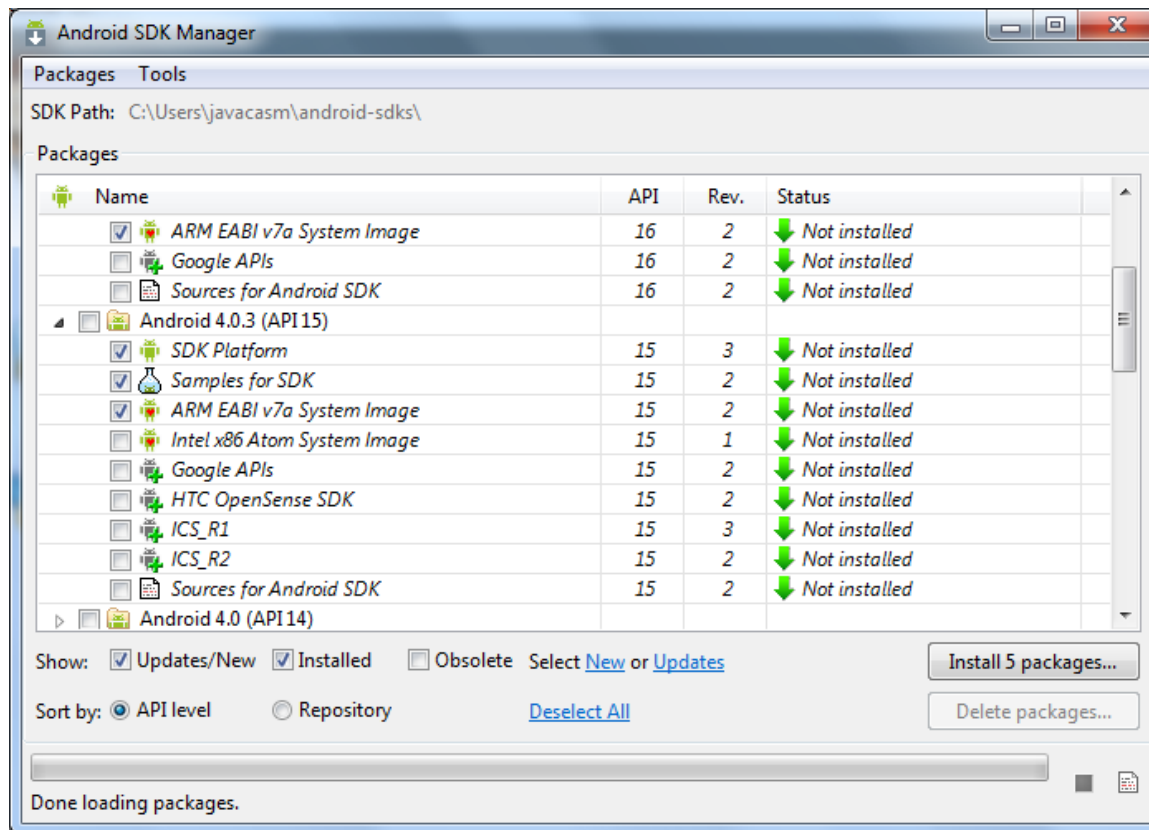 Android SDK Manager
Packages Tools
SDK Path: C:\Users\javacasm\android-sdks\
Packages
Name API Rev. Status
ARM EABI v7a System Image 16 2 Not installed
Google APIs 16 2 Not installed
Sources for Android SDK 16 2 Not installed
Android 4.0.3 (API 15)
SDK Platform 15 3 Not installed
Samples for SDK 15 2 Not installed
ARM EABI v7a System Image 15 2 Not installed
Intel x86 Atom System Image 15 1 Not installed
Google APIs 15 2 Not installed
HTC OpenSense SDK 15 2 Not installed
ICS_R1 15 3 Not installed
ICS_R2 15 2 Not installed
Sources for Android SDK 15 2 Not installed
Android 4.0 (API 14)
Show: Updates/New Installed Obsolete Select New or Updates Install 5 packages...
Sort by: API level Repository Deselect All Delete packages...
Done loading packages.